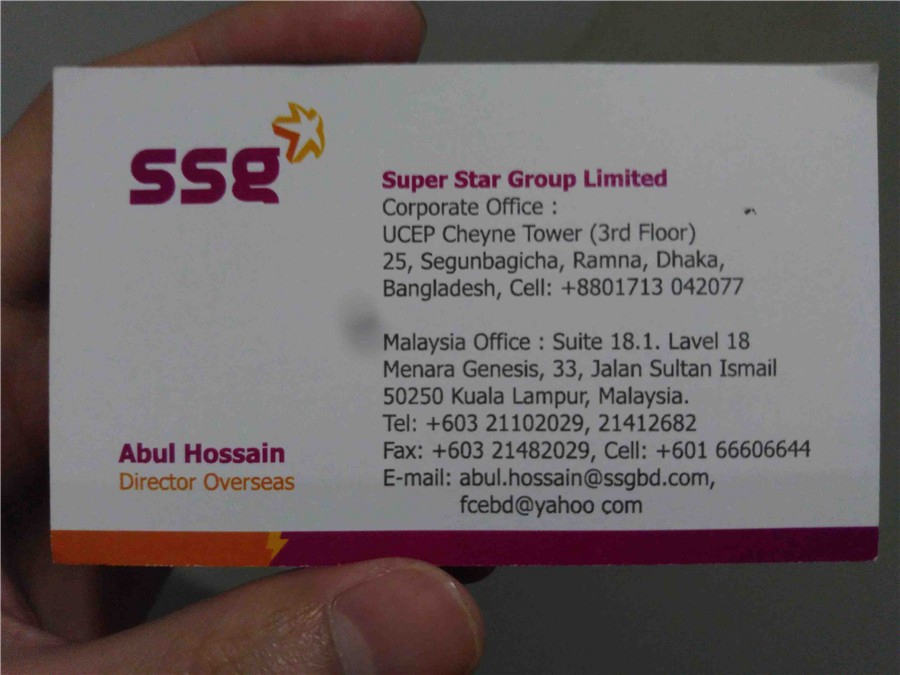 ssg
Super Star Group Limited
Corporate Office :
UCEP Cheyne Tower (3rd Floor)
25, Segunbagicha, Ramna, Dhaka,
Bangladesh, Cell: +8801713 042077
Malaysia Office : Suite 18.1. Lavel 18
Menara Genesis, 33, Jalan Sultan Ismail
50250 Kuala Lampur, Malaysia.
Tel: +603 21102029, 21412682
Fax: +603 21482029, Cell: +601 66606644
E-mail: abul.hossain@ssgbd.com,
fcebd@yahoo com
Abul Hossain
Director Overseas